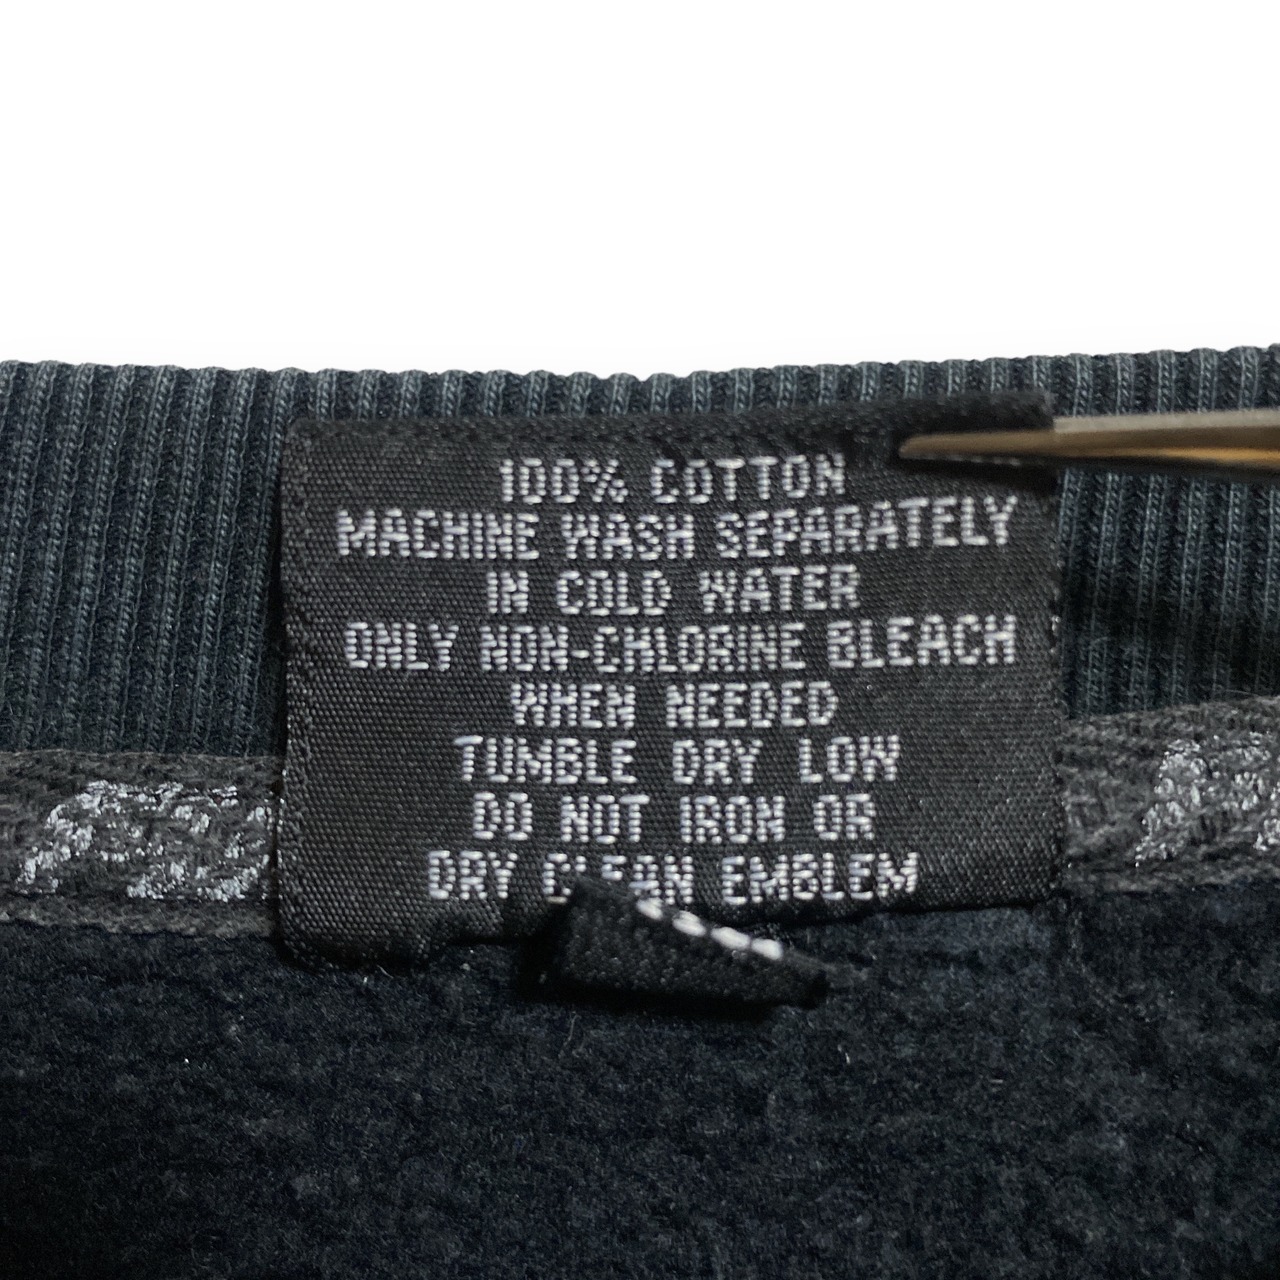 100% COTTON
MACHINE WASH SEPARATELY
IN COLD WATER
ONLY NON-CHLORINE BLEACH
WHEN NEEDED
TUMBLE DRY LOW
DO NOT IRON OR
DRY CLEAN EMBLEM